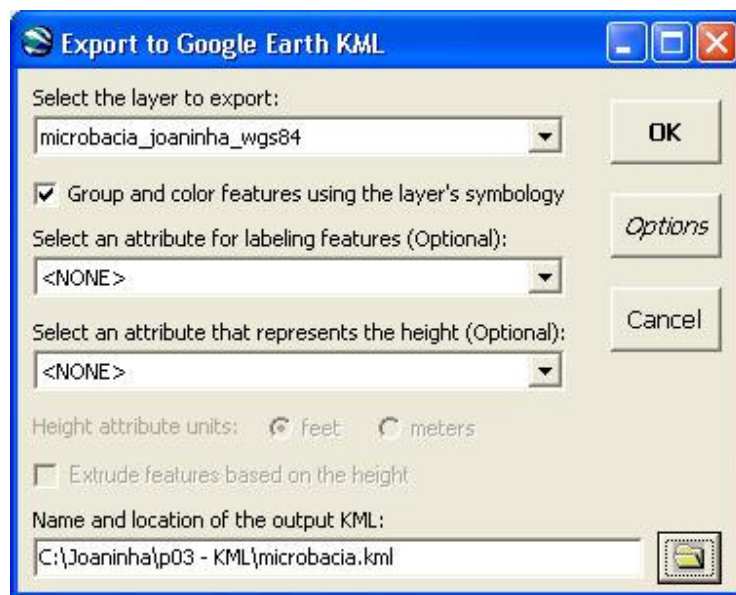 Export to Google Earth KML
Select the layer to export:
microbacia_joaninha_wgs84
OK
Group and color features using the layer's symbology
Options
Select an attribute for labeling features (Optional):
<NONE>
Cancel
Select an attribute that represents the height (Optional):
<NONE>
Height attribute units: feet meters
Extrude features based on the height
Name and location of the output KML:
C:\Joaninha\p03 - KML\microbacia.kml